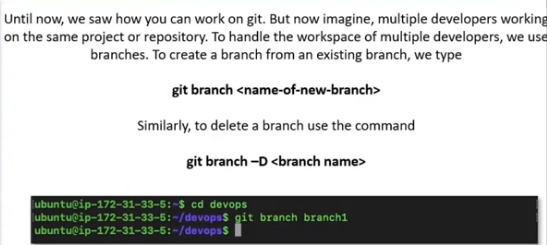 Until now, we saw how you can work on git. But now imagine, multiple developers working
on the same project or repository. To handle the workspace of multiple developers, we use
branches. To create a branch from an existing branch, we type
git branch <name-of-new-branch>
Similarly, to delete a branch use the command
git branch –D <branch name>
ubuntu@ip-172-31-33-5:~$ cd devops
ubuntu@ip-172-31-33-5:~/devops$ git branch branch1
ubuntu@ip-172-31-33-5:~/devops$